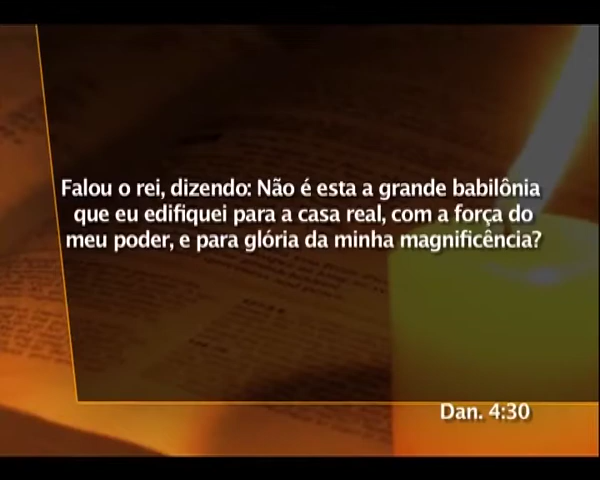 Falou o rei, dizendo: Não é esta a grande babilônia
que eu edifiquei para a casa real, com a força do
meu poder, e para glória da minha magnificência?
Dan. 4:30